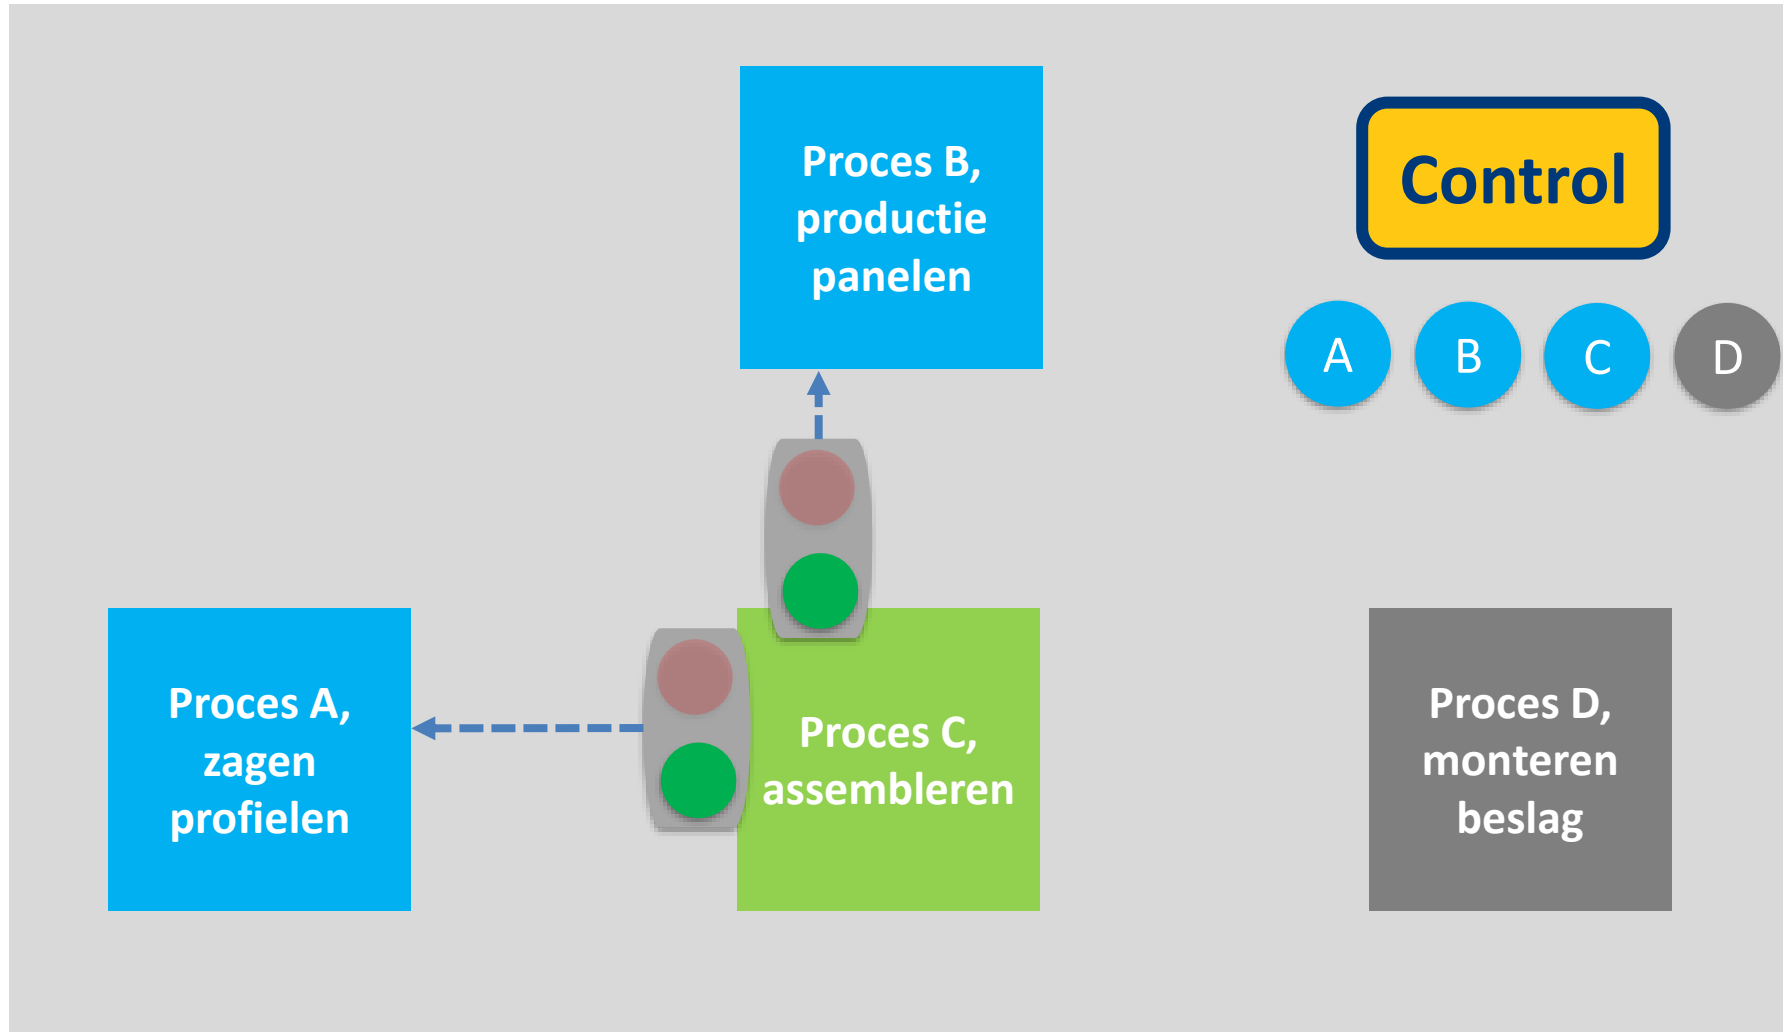 Proces B,
productie
panelen
Control
A
B
C
D
Proces A,
zagen
profielen
Proces C,
assembleren
Proces D,
monteren
beslag